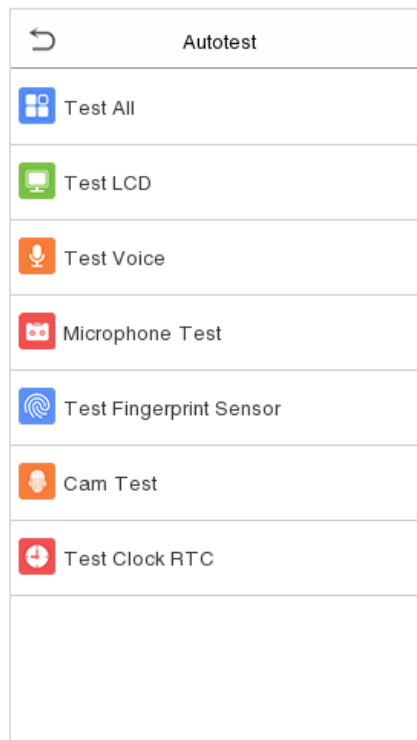 Autotest
Test All
Test LCD
Test Voice
Microphone Test
Test Fingerprint Sensor
Cam Test
Test Clock RTC